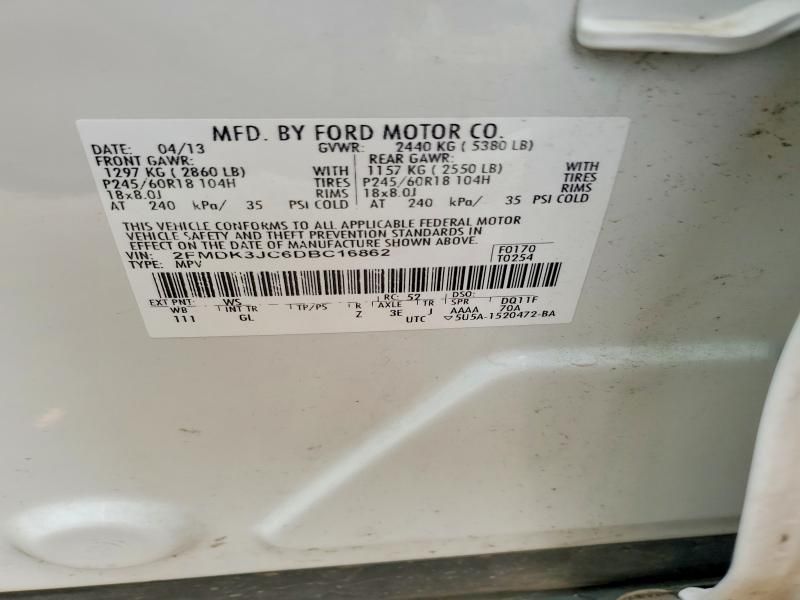 MFD. BY FORD MOTOR CO.
DATE: 04/13 GVWR: 2440 KG ( 5380 LB)
FRONT GAWR: REAR GAWR:
1297 KG ( 2860 LB) WITH 1157 KG ( 2550 LB) WITH
P245/60R18 104H TIRES P245/60R18 104H TIRES
18x8.0J RIMS 18x8.0J RIMS
AT 240 kPa/ 35 PSI COLD AT 240 kPa/ 35 PSI COLD
THIS VEHICLE CONFORMS TO ALL APPLICABLE FEDERAL MOTOR
VEHICLE SAFETY AND THEFT PREVENTION STANDARDS IN
EFFECT ON THE DATE OF MANUFACTURE SHOWN ABOVE.
VIN: 2FMDK3JC6DBC16862 F0170
TYPE: MPV T0254
EXT PNT: WS RC: 52 DSO:
WB INT TR TP/PS R AXLE TR SPR DQ11F
111 GL Z 3E J AAAA 70A
UTC ▽5U5A-1520472-BA